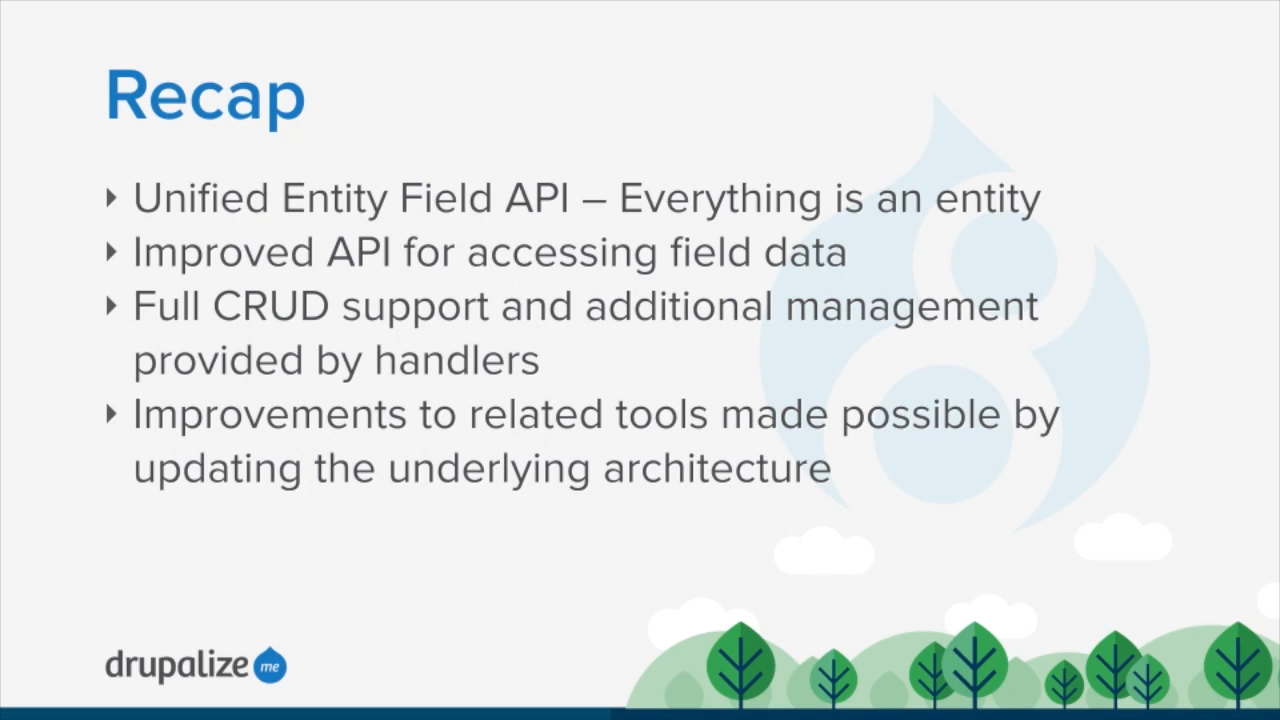 Recap
Unified Entity Field API – Everything is an entity
Improved API for accessing field data
Full CRUD support and additional management
provided by handlers
Improvements to related tools made possible by
updating the underlying architecture
drupalize me